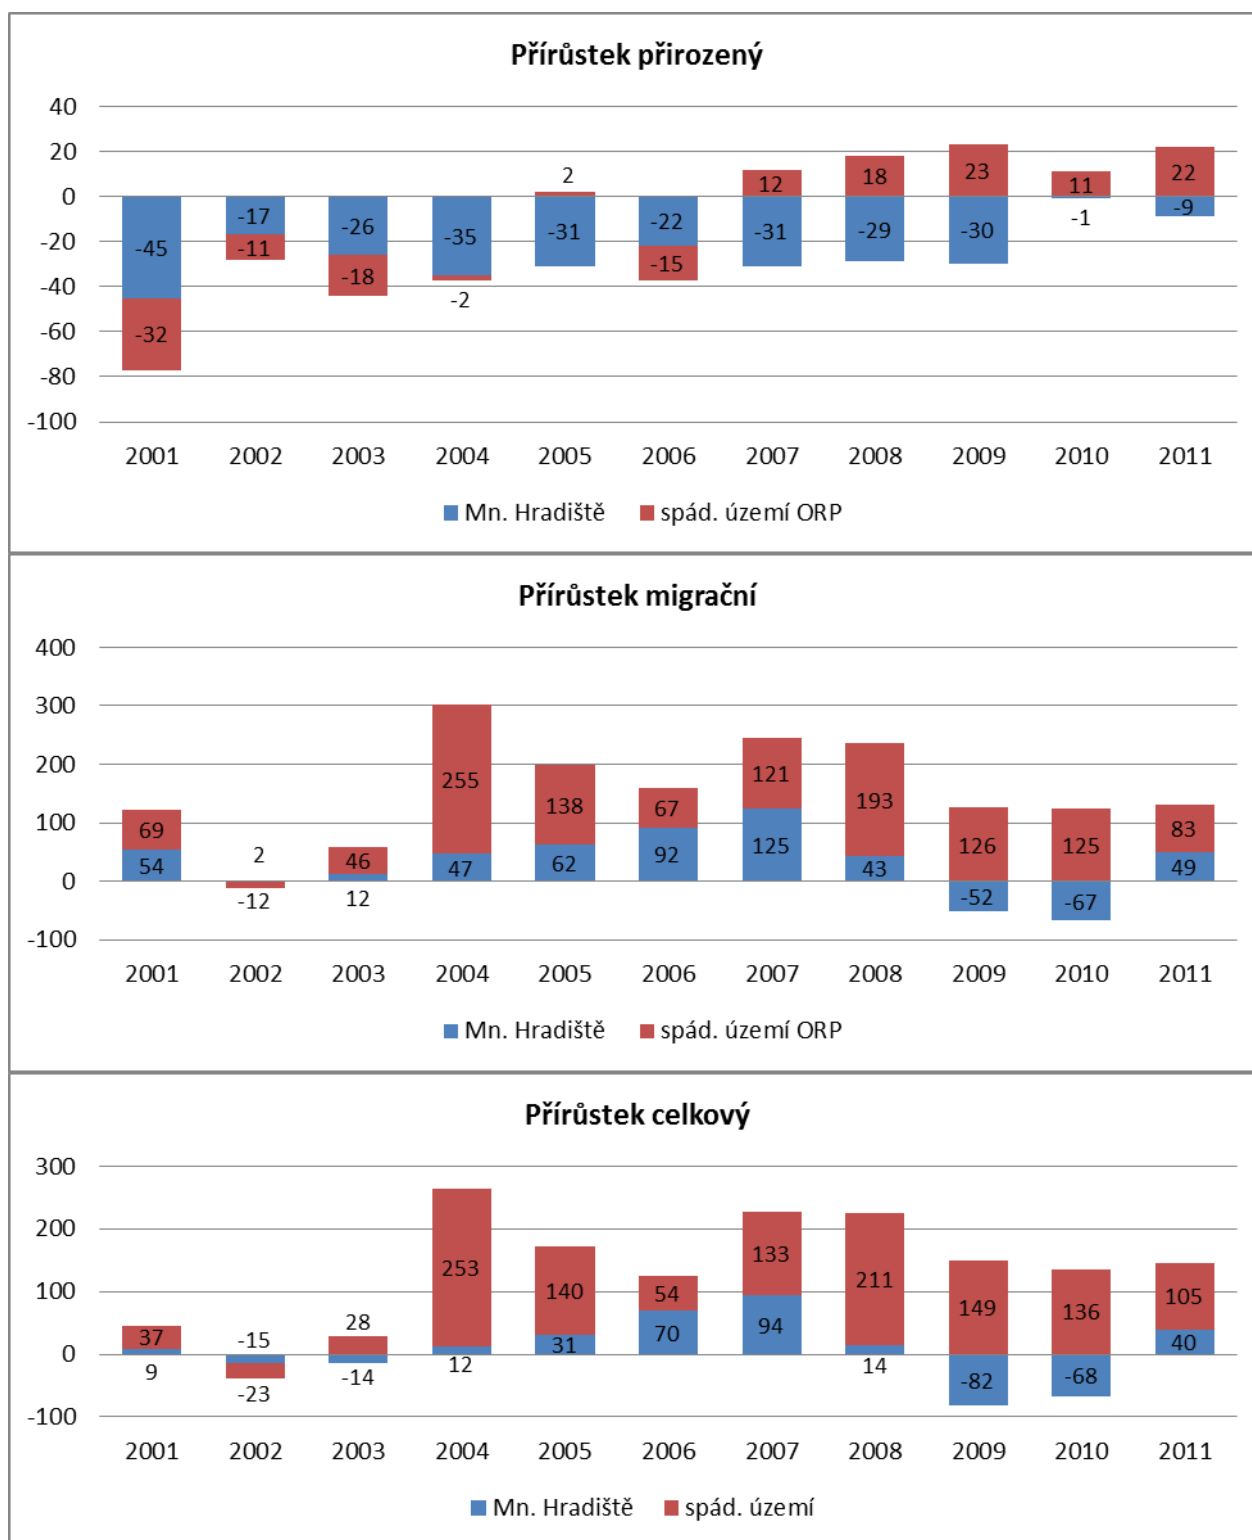 Přírůstek přirozený
40
20
0
-20
-40
-60
-80
-100
2
12 18 23 11 22
-45 -17 -26 -35 -31 -22 -31 -29 -30 -1 -9
-32 -11 -18 -2 -15
2001 2002 2003 2004 2005 2006 2007 2008 2009 2010 2011
Mn. Hradiště spád. území ORP
Přírůstek migrační
400
300
200
100
0
-100
69 2 46 255 138 67 121 193 126 125 83
54 -12 12 47 62 92 125 43 -52 -67 49
2001 2002 2003 2004 2005 2006 2007 2008 2009 2010 2011
Mn. Hradiště spád. území ORP
Přírůstek celkový
300
200
100
0
-100
37 -15 28 253 140 54 133 211 149 136 105
9 -23 -14 12 31 70 94 14 -82 -68 40
2001 2002 2003 2004 2005 2006 2007 2008 2009 2010 2011
Mn. Hradiště spád. území